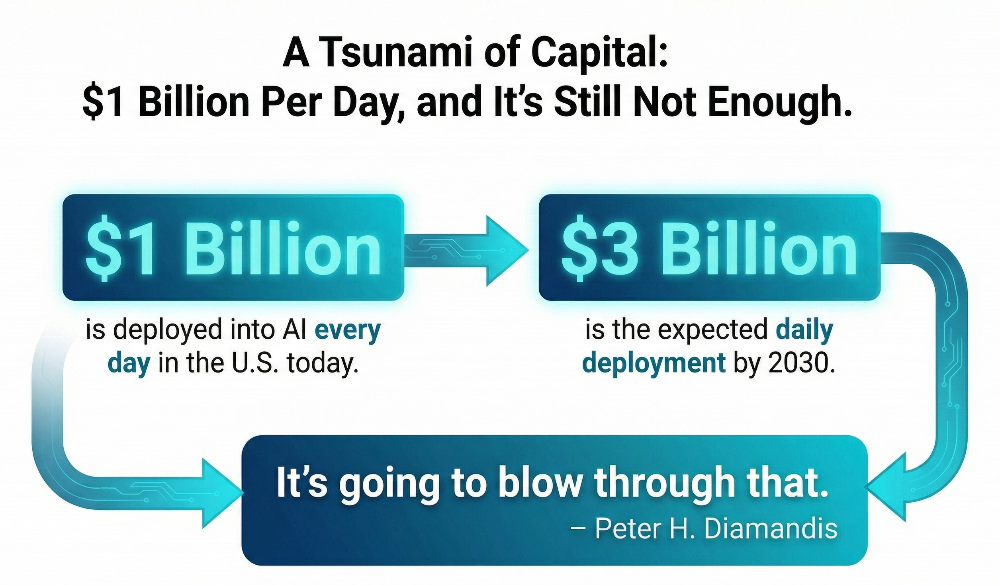 A Tsunami of Capital:
$1 Billion Per Day, and It’s Still Not Enough.
$1 Billion
is deployed into AI every
day in the U.S. today.
$3 Billion
is the expected daily
deployment by 2030.
It’s going to blow through that.
– Peter H. Diamandis